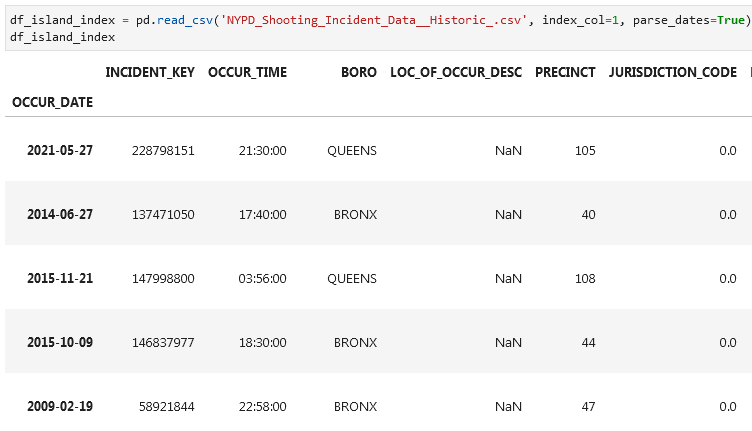 df_island_index = pd.read_csv('NYPD_Shooting_Incident_Data__Historic_.csv', index_col=1, parse_dates=True)
df_island_index
INCIDENT_KEY OCCUR_TIME BORO LOC_OF_OCCUR_DESC PRECINCT JURISDICTION_CODE
OCCUR_DATE
2021-05-27 228798151 21:30:00 QUEENS NaN 105 0.0
2014-06-27 137471050 17:40:00 BRONX NaN 40 0.0
2015-11-21 147998800 03:56:00 QUEENS NaN 108 0.0
2015-10-09 146837977 18:30:00 BRONX NaN 44 0.0
2009-02-19 58921844 22:58:00 BRONX NaN 47 0.0